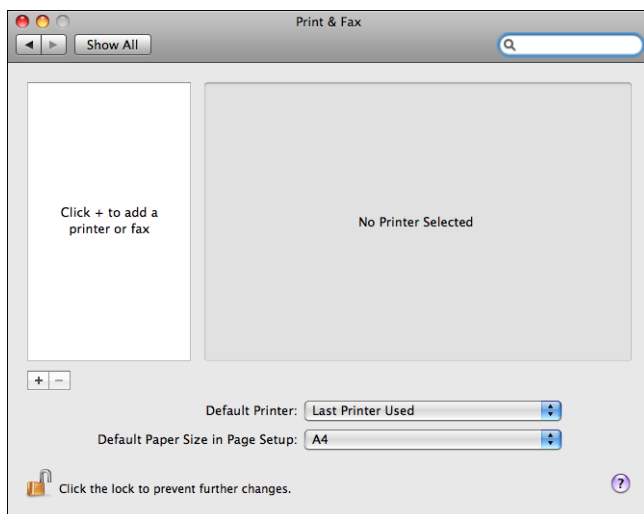 Print & Fax
Show All
Click + to add a
printer or fax
No Printer Selected
+ −
Default Printer: Last Printer Used
Default Paper Size in Page Setup: A4
Click the lock to prevent further changes.
?